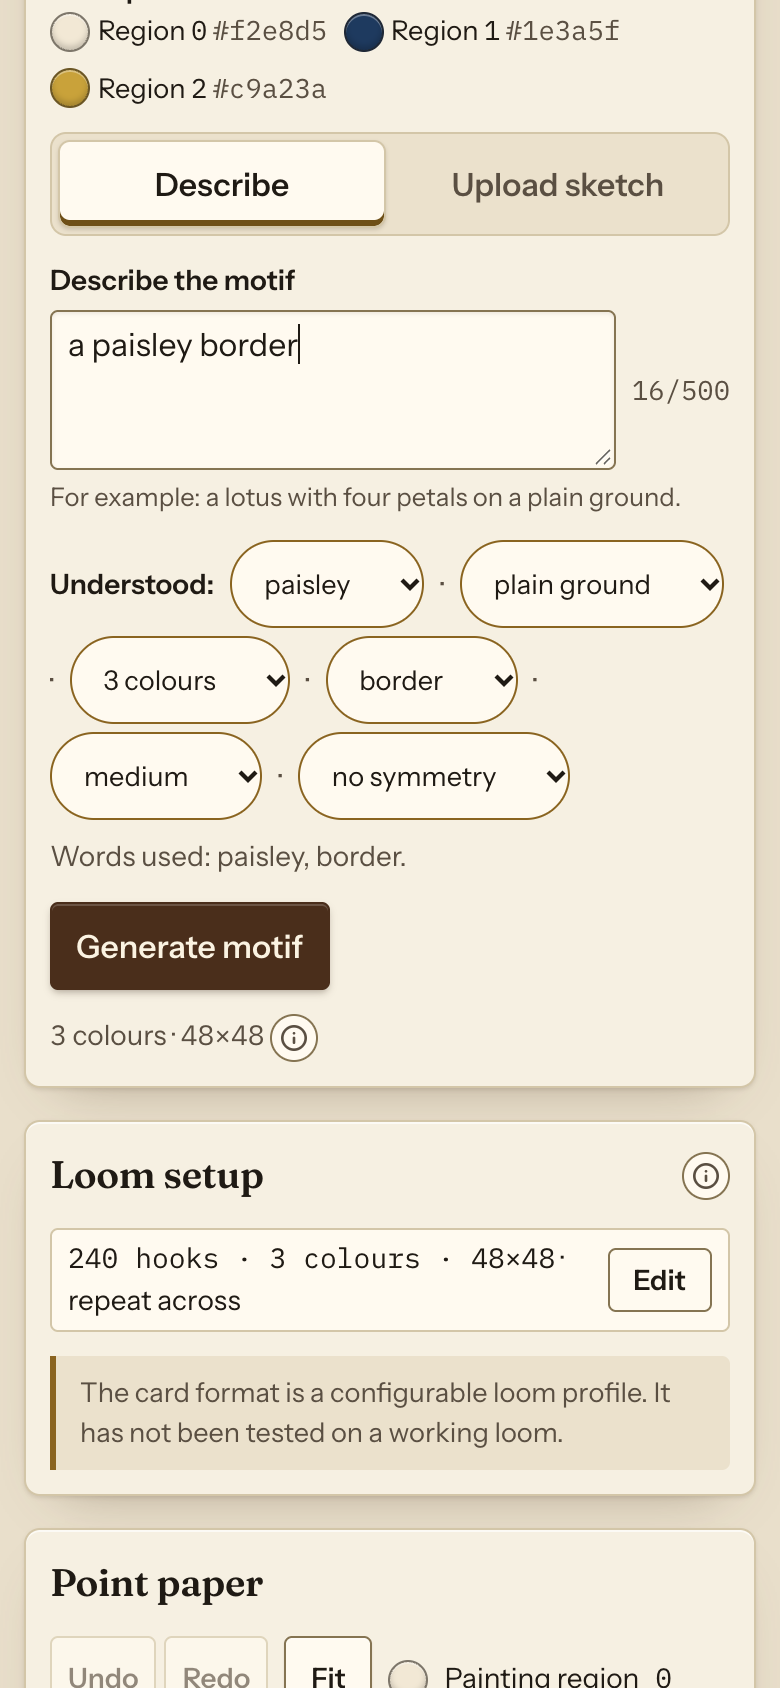 Region 0 #f2e8d5 Region 1 #1e3a5f
Region 2 #c9a23a
Describe Upload sketch
Describe the motif
a paisley border
16/500
For example: a lotus with four petals on a plain ground.
Understood: paisley · plain ground
· 3 colours · border ·
medium · no symmetry
Words used: paisley, border.
Generate motif
3 colours · 48×48
Loom setup
240 hooks · 3 colours · 48×48 ·
repeat across
Edit
The card format is a configurable loom profile. It
has not been tested on a working loom.
Point paper
Undo Redo Fit Painting region 0